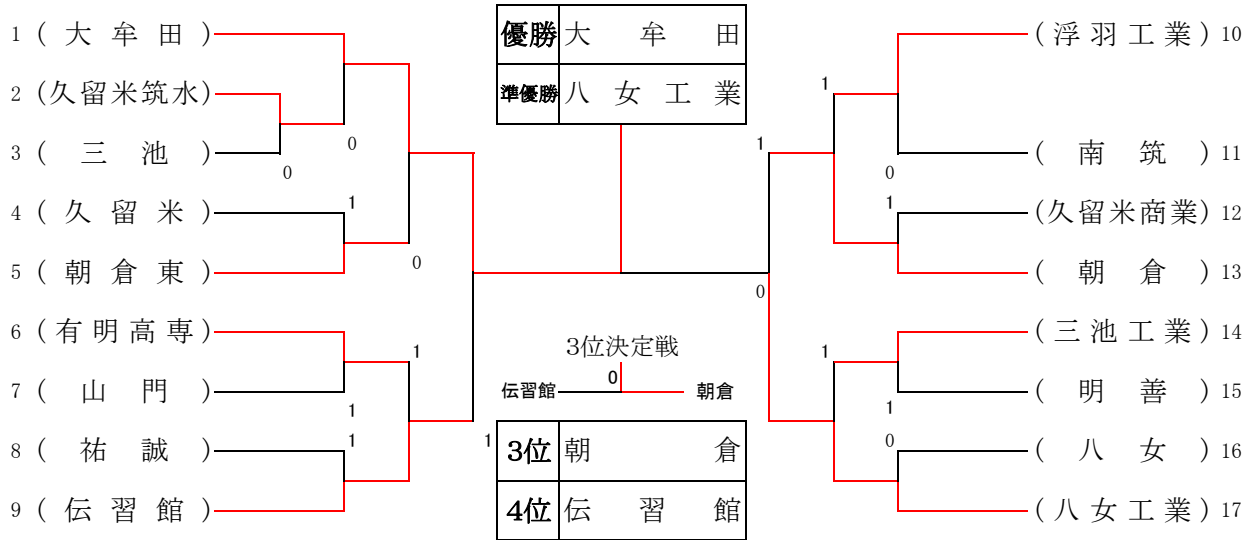 1 ( 大 牟 田 )
2 (久留米筑水)
3 ( 三 池 )
4 ( 久 留 米 )
5 ( 朝 倉 東 )
6 (有明高専)
7 ( 山 門 )
8 ( 祐 誠 )
9 ( 伝 習 館 )
0
0
1
0
1
1
1
1
優勝 大 牟 田
準優勝 八 女 工 業
0
3位決定戦
伝習館 0 朝倉
3位 朝 倉
4位 伝 習 館
1
1
0
1
1
1
0
(浮羽工業) 10
( 南 筑 ) 11
(久留米商業) 12
( 朝 倉 ) 13
(三池工業) 14
( 明 善 ) 15
( 八 女 ) 16
(八女工業) 17